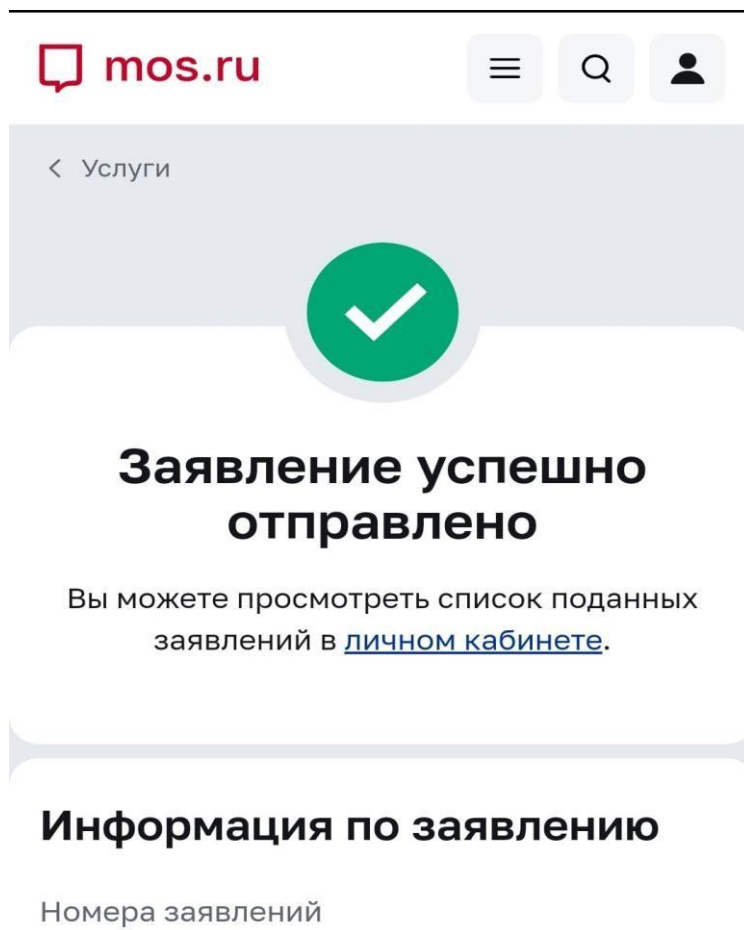 mos.ru
Услуги
Заявление успешно
отправлено
Вы можете просмотреть список поданных
заявлений в личном кабинете.
Информация по заявлению
Номера заявлений